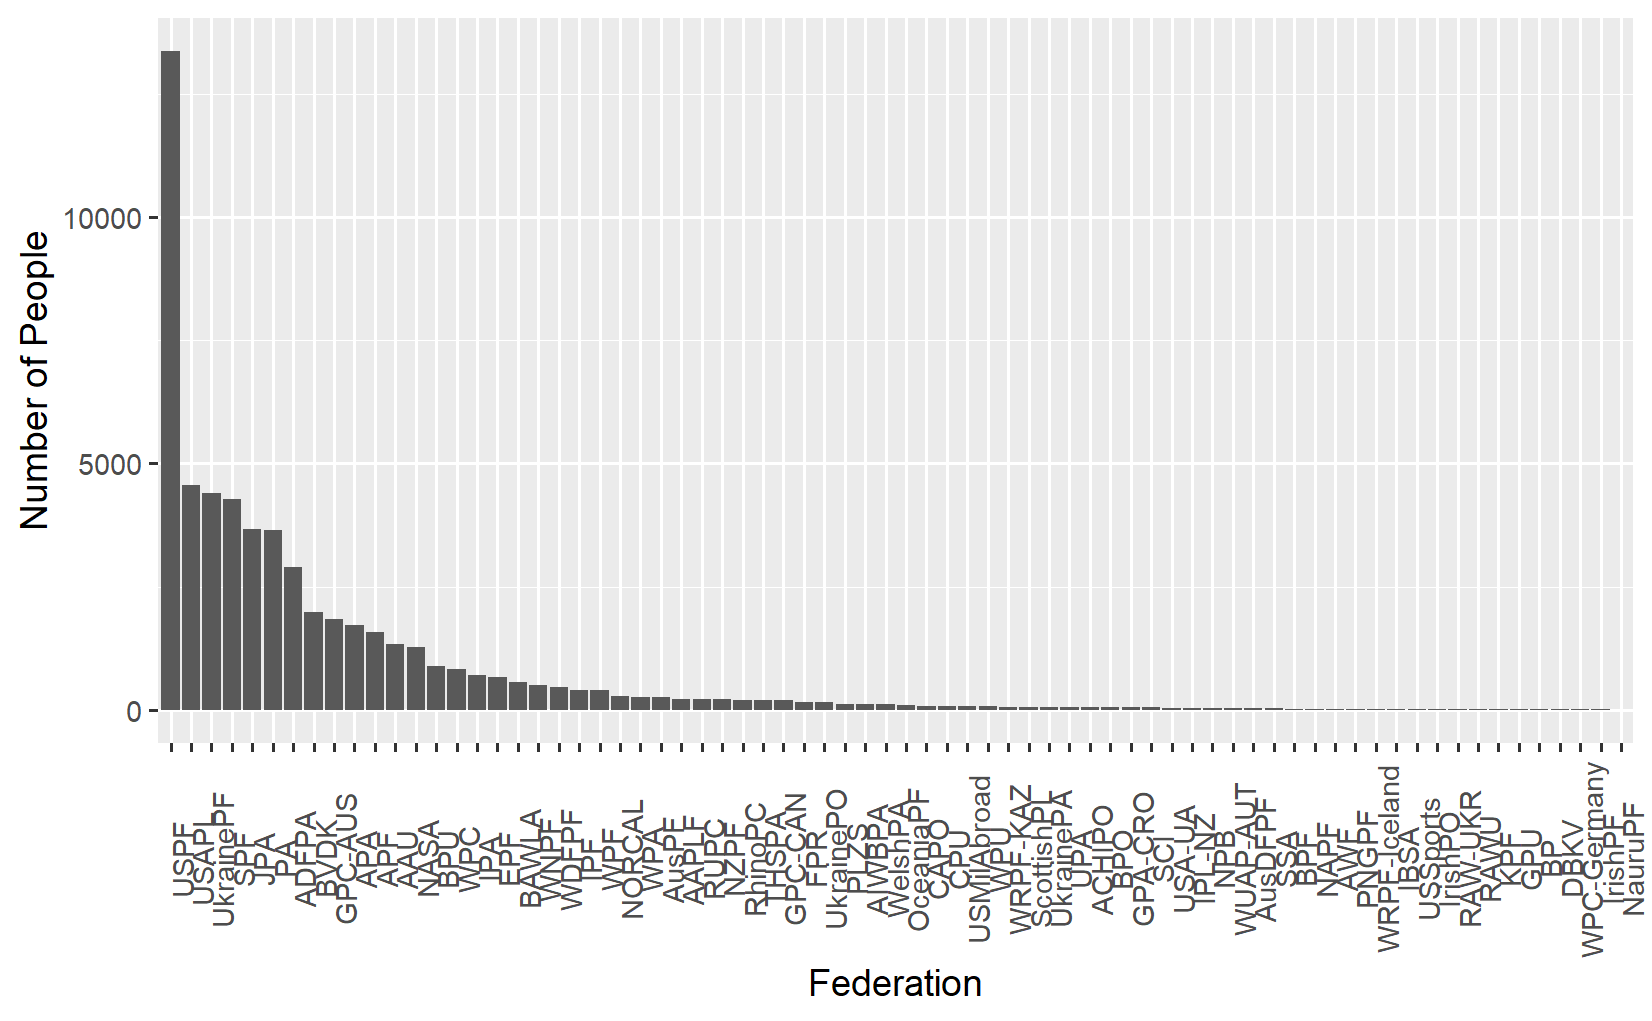 Number of People
10000
5000
0
USPF
USAPL
UkrainePF
SPF
JPA
PA
ADFPA
BVDK
GPC-AUS
APA
APF
AAU
NASA
BPU
WPC
IPA
EPF
BAWLA
WNPF
WDFPF
IPF
WPF
NORCAL
WPA
AusPF
AAPLF
RUPC
NZPF
RhinoPC
THSPA
GPC-CAN
FPR
UkrainePO
PLZS
AIWBPA
WelshPA
OceaniaPF
CAPO
CPU
USMilAbroad
WPU
WRPF-KAZ
ScottishPL
UkrainePA
UPA
ACHIPO
BPO
GPA-CRO
SCI
USA-UA
IPL-NZ
NPB
WUAP-AUT
AusDFPF
SSA
BPF
NAPF
AWF
PNGPF
WRPF-Iceland
IBSA
USSports
IrishPO
RAW-UKR
RAWU
KPF
GPU
BP
DBKV
WPC-Germany
IrishPF
NauruPF
Federation